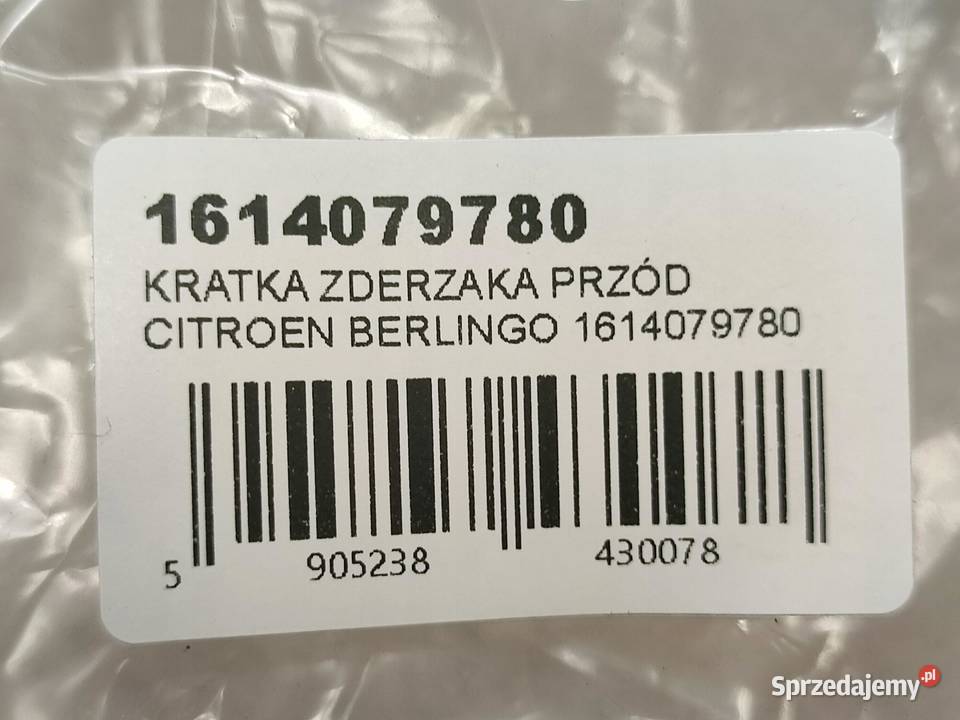 1614079780
KRATKA ZDERZAKA PRZÓD
CITROEN BERLINGO 1614079780
5 905238 430078
Sprzedajemy.pl